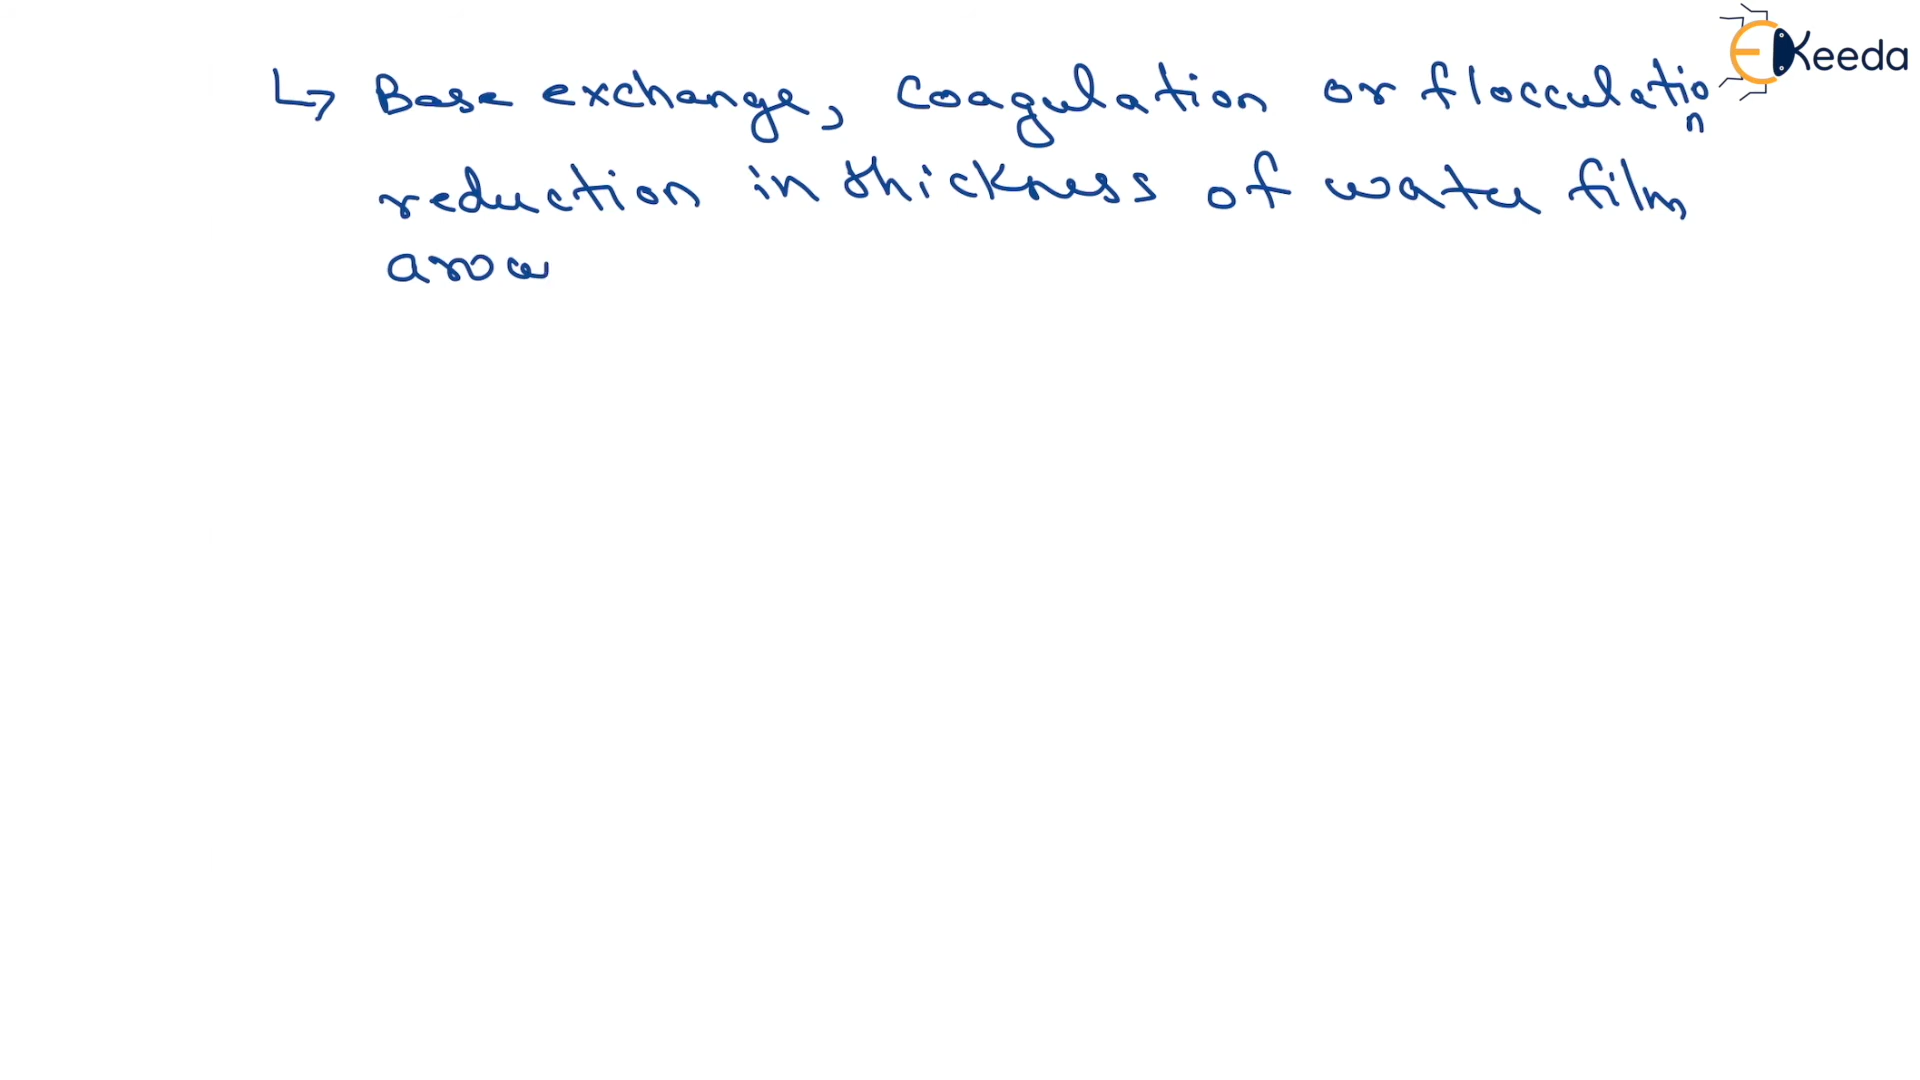 EKeeda
↳ Base exchange, coagulation or flocculation
reduction in thickness of water film
arou